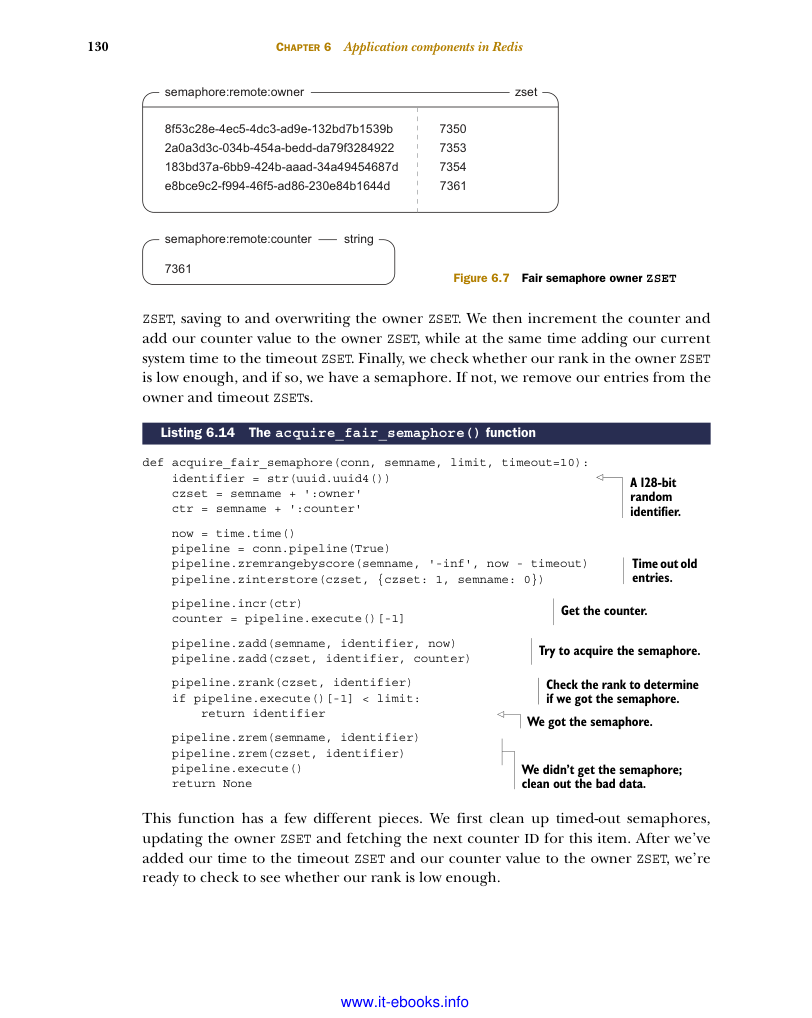 130
CHAPTER 6 Application components in Redis
semaphore:remote:owner zset
8f53c28e-4ec5-4dc3-ad9e-132bd7b1539b 7350
2a0a3d3c-034b-454a-bedd-da79f3284922 7353
183bd37a-6bb9-424b-aaad-34a49454687d 7354
e8bce9c2-f994-46f5-ad86-230e84b1644d 7361
semaphore:remote:counter string
7361
Figure 6.7 Fair semaphore owner ZSET
ZSET, saving to and overwriting the owner ZSET. We then increment the counter and
add our counter value to the owner ZSET, while at the same time adding our current
system time to the timeout ZSET. Finally, we check whether our rank in the owner ZSET
is low enough, and if so, we have a semaphore. If not, we remove our entries from the
owner and timeout ZSETs.
Listing 6.14 The acquire_fair_semaphore() function
def acquire_fair_semaphore(conn, semname, limit, timeout=10):
    identifier = str(uuid.uuid4())
    czset = semname + ':owner'
    ctr = semname + ':counter'
A 128-bit
random
identifier.
    now = time.time()
    pipeline = conn.pipeline(True)
    pipeline.zremrangebyscore(semname, '-inf', now - timeout)
    pipeline.zinterstore(czset, {czset: 1, semname: 0})
Time out old
entries.
    pipeline.incr(ctr)
    counter = pipeline.execute()[-1]
Get the counter.
    pipeline.zadd(semname, identifier, now)
    pipeline.zadd(czset, identifier, counter)
Try to acquire the semaphore.
    pipeline.zrank(czset, identifier)
    if pipeline.execute()[-1] < limit:
        return identifier
Check the rank to determine
if we got the semaphore.
We got the semaphore.
    pipeline.zrem(semname, identifier)
    pipeline.zrem(czset, identifier)
    pipeline.execute()
    return None
We didn't get the semaphore;
clean out the bad data.
This function has a few different pieces. We first clean up timed-out semaphores,
updating the owner ZSET and fetching the next counter ID for this item. After we've
added our time to the timeout ZSET and our counter value to the owner ZSET, we're
ready to check to see whether our rank is low enough.
www.it-ebooks.info